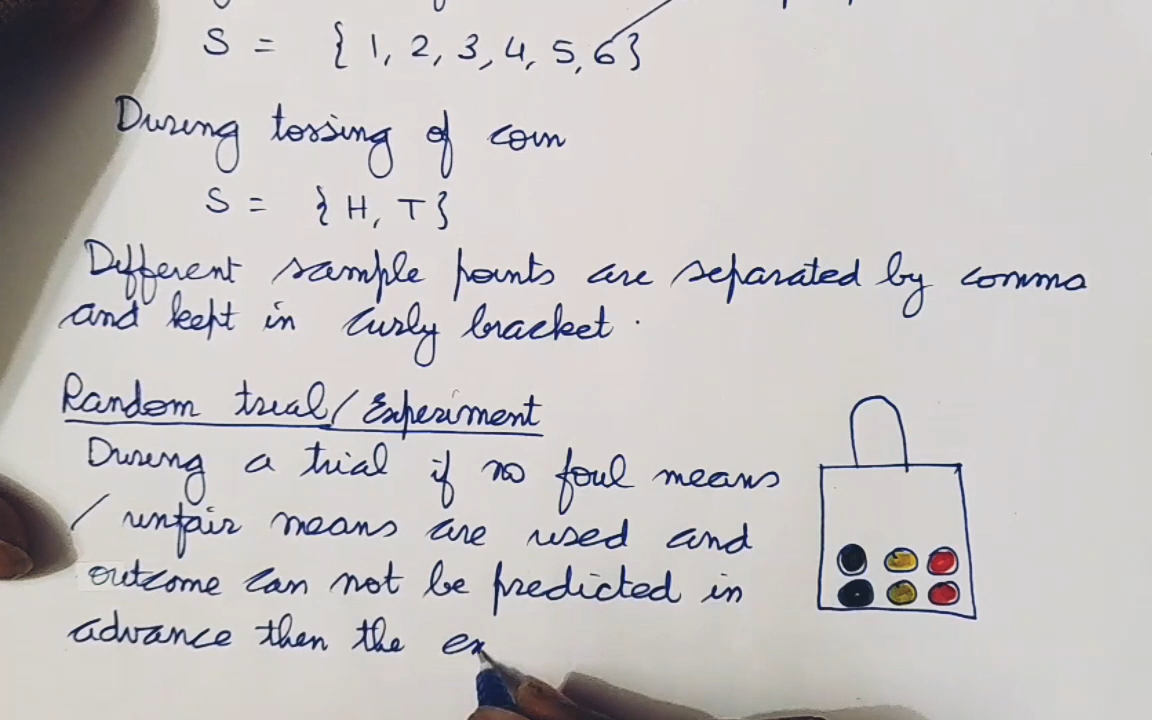 S = { 1, 2, 3, 4, 5, 6 }
During tossing of coin
S = { H, T }
Different sample points are separated by comma
and kept in curly bracket.
Random trial / Experiment
During a trial if no foul means
/ unfair means are used and
outcome can not be predicted in
advance then the ex